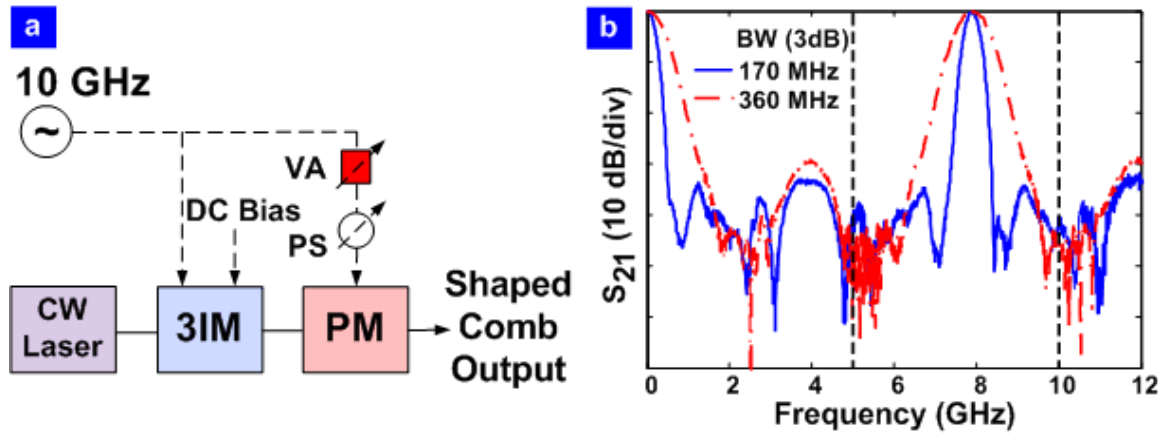 a
10 GHz
~
VA
DC Bias
PS
CW
Laser
3IM
PM
Shaped
Comb
Output
b
BW (3dB)
170 MHz
360 MHz
S21 (10 dB/div)
0 2 4 6 8 10 12
Frequency (GHz)